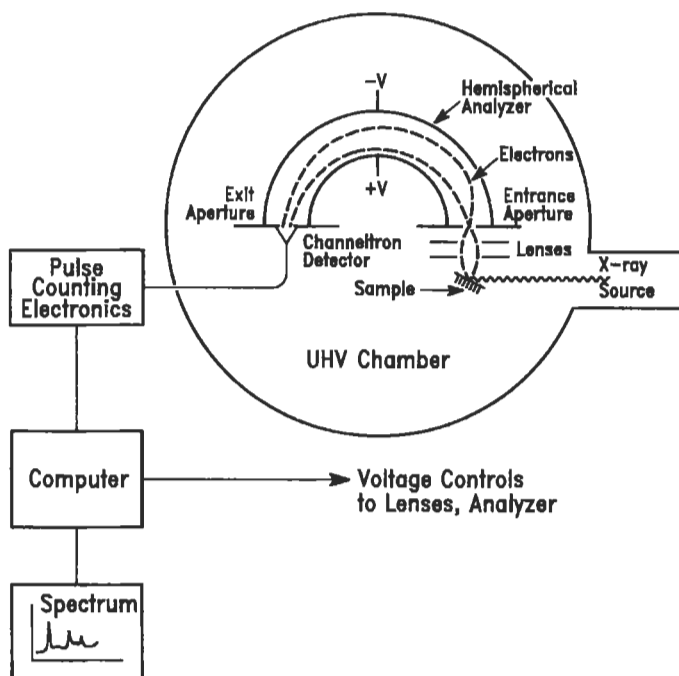 -V
Hemispherical
Analyzer
Electrons
+V
Exit
Aperture
Entrance
Aperture
Channeltron
Detector
Lenses
Sample
X-ray
Source
UHV Chamber
Pulse
Counting
Electronics
Computer
Voltage Controls
to Lenses, Analyzer
Spectrum